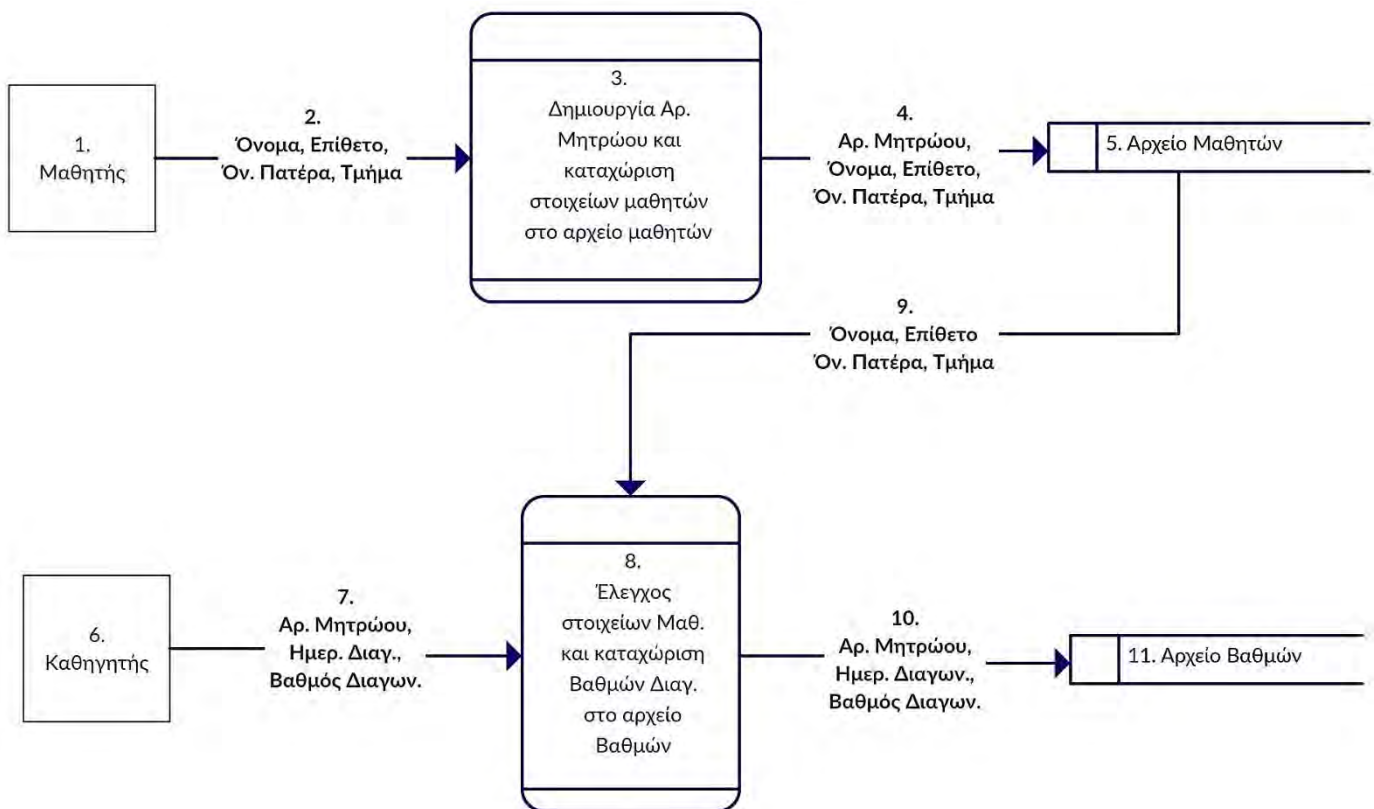 1.
Μαθητής
2.
Όνομα, Επίθετο,
Όν. Πατέρα, Τμήμα
3.
Δημιουργία Αρ.
Μητρώου και
καταχώριση
στοιχείων μαθητών
στο αρχείο μαθητών
4.
Αρ. Μητρώου,
Όνομα, Επίθετο,
Όν. Πατέρα, Τμήμα
5. Αρχείο Μαθητών
9.
Όνομα, Επίθετο
Όν. Πατέρα, Τμήμα
6.
Καθηγητής
7.
Αρ. Μητρώου,
Ημερ. Διαγ.,
Βαθμός Διαγων.
8.
Έλεγχος
στοιχείων Μαθ.
και καταχώριση
Βαθμών Διαγ.
στο αρχείο
Βαθμών
10.
Αρ. Μητρώου,
Ημερ. Διαγων.,
Βαθμός Διαγων.
11. Αρχείο Βαθμών